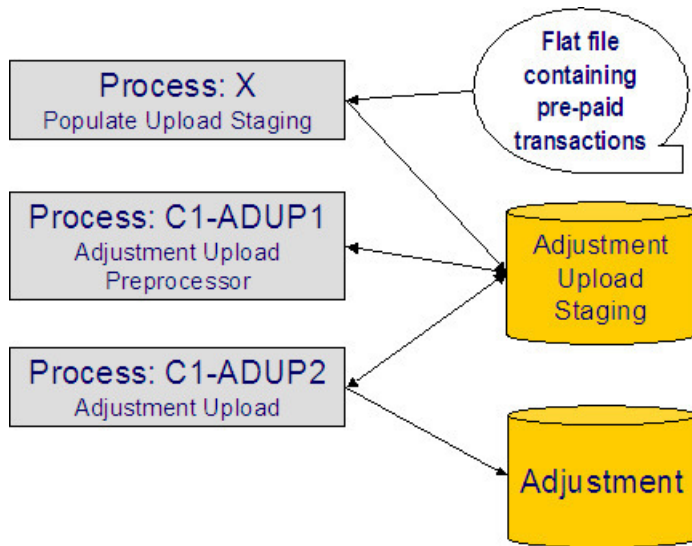 Process: X
Populate Upload Staging
Flat file
containing
pre-paid
transactions
Process: C1-ADUP1
Adjustment Upload
Preprocessor
Adjustment
Upload
Staging
Process: C1-ADUP2
Adjustment Upload
Adjustment